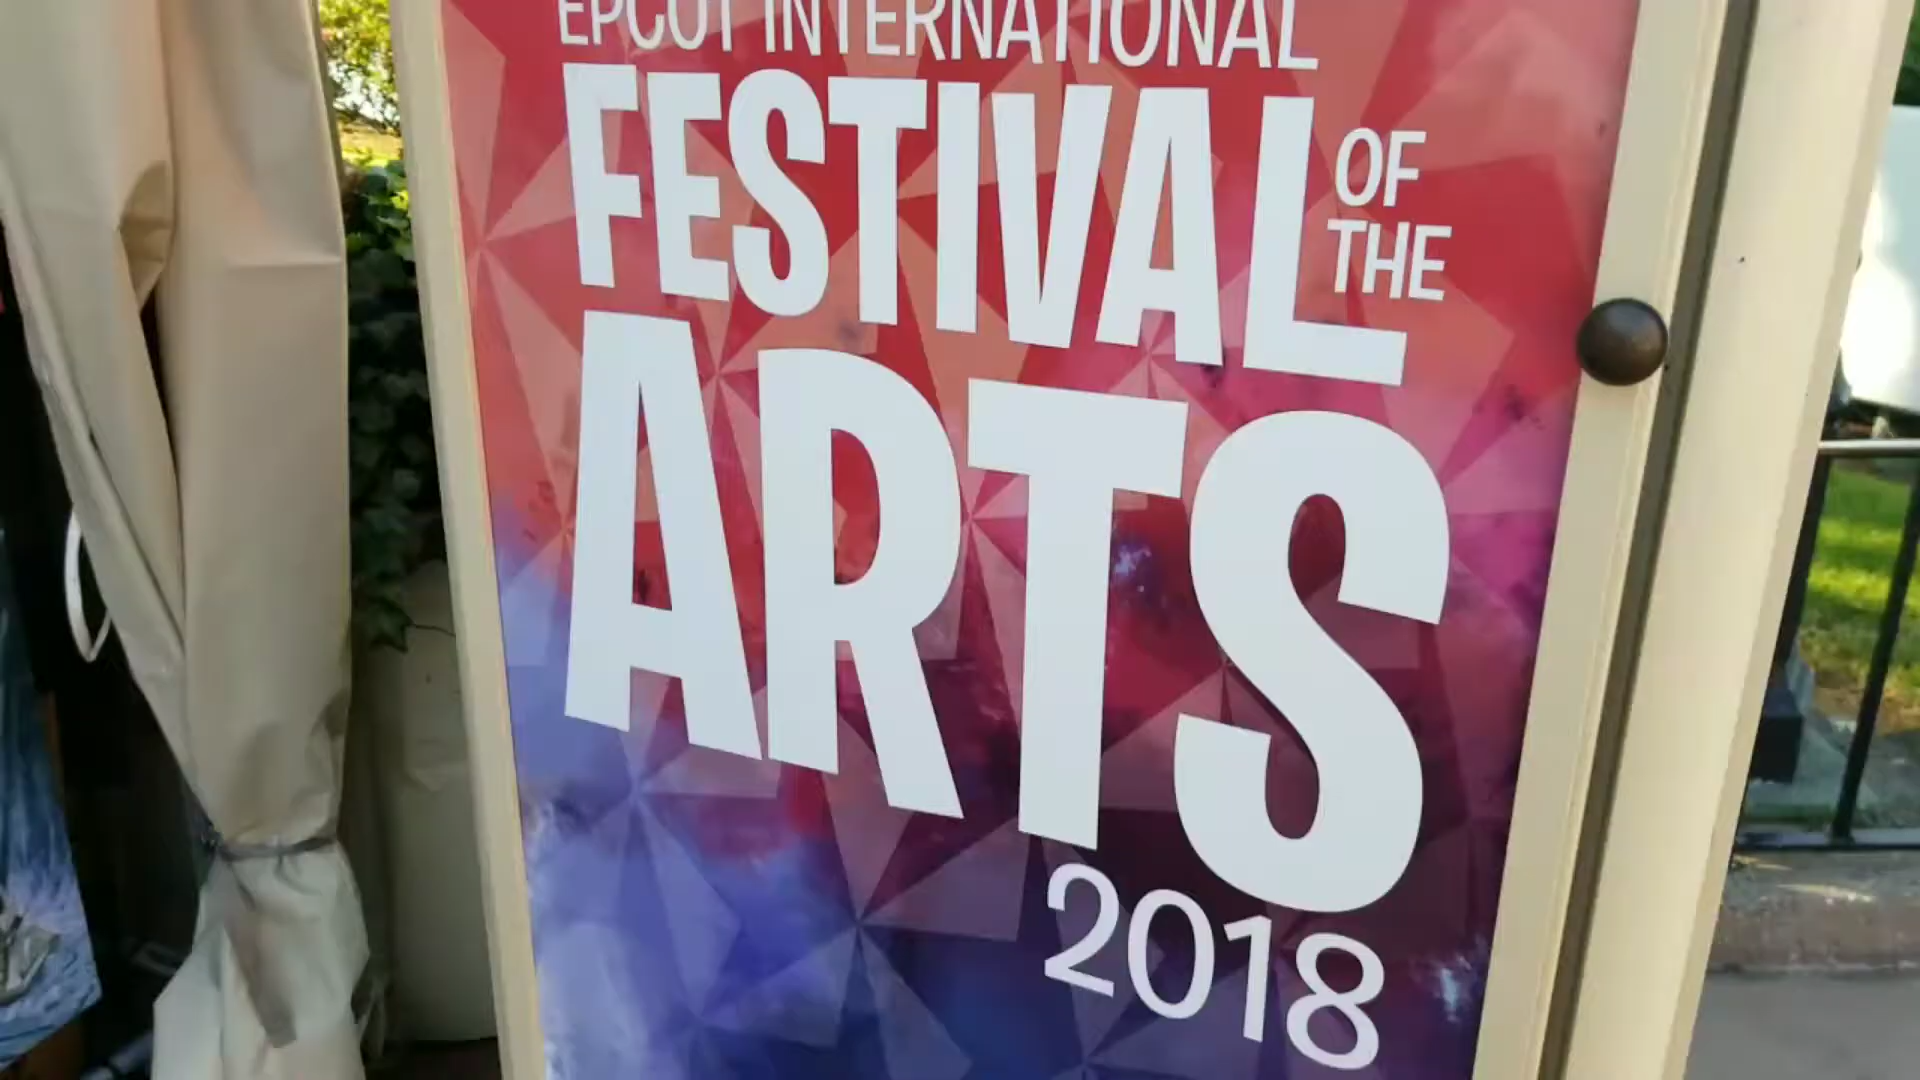 EPCOT INTERNATIONAL
FESTIVAL
OF
THE
ARTS
2018